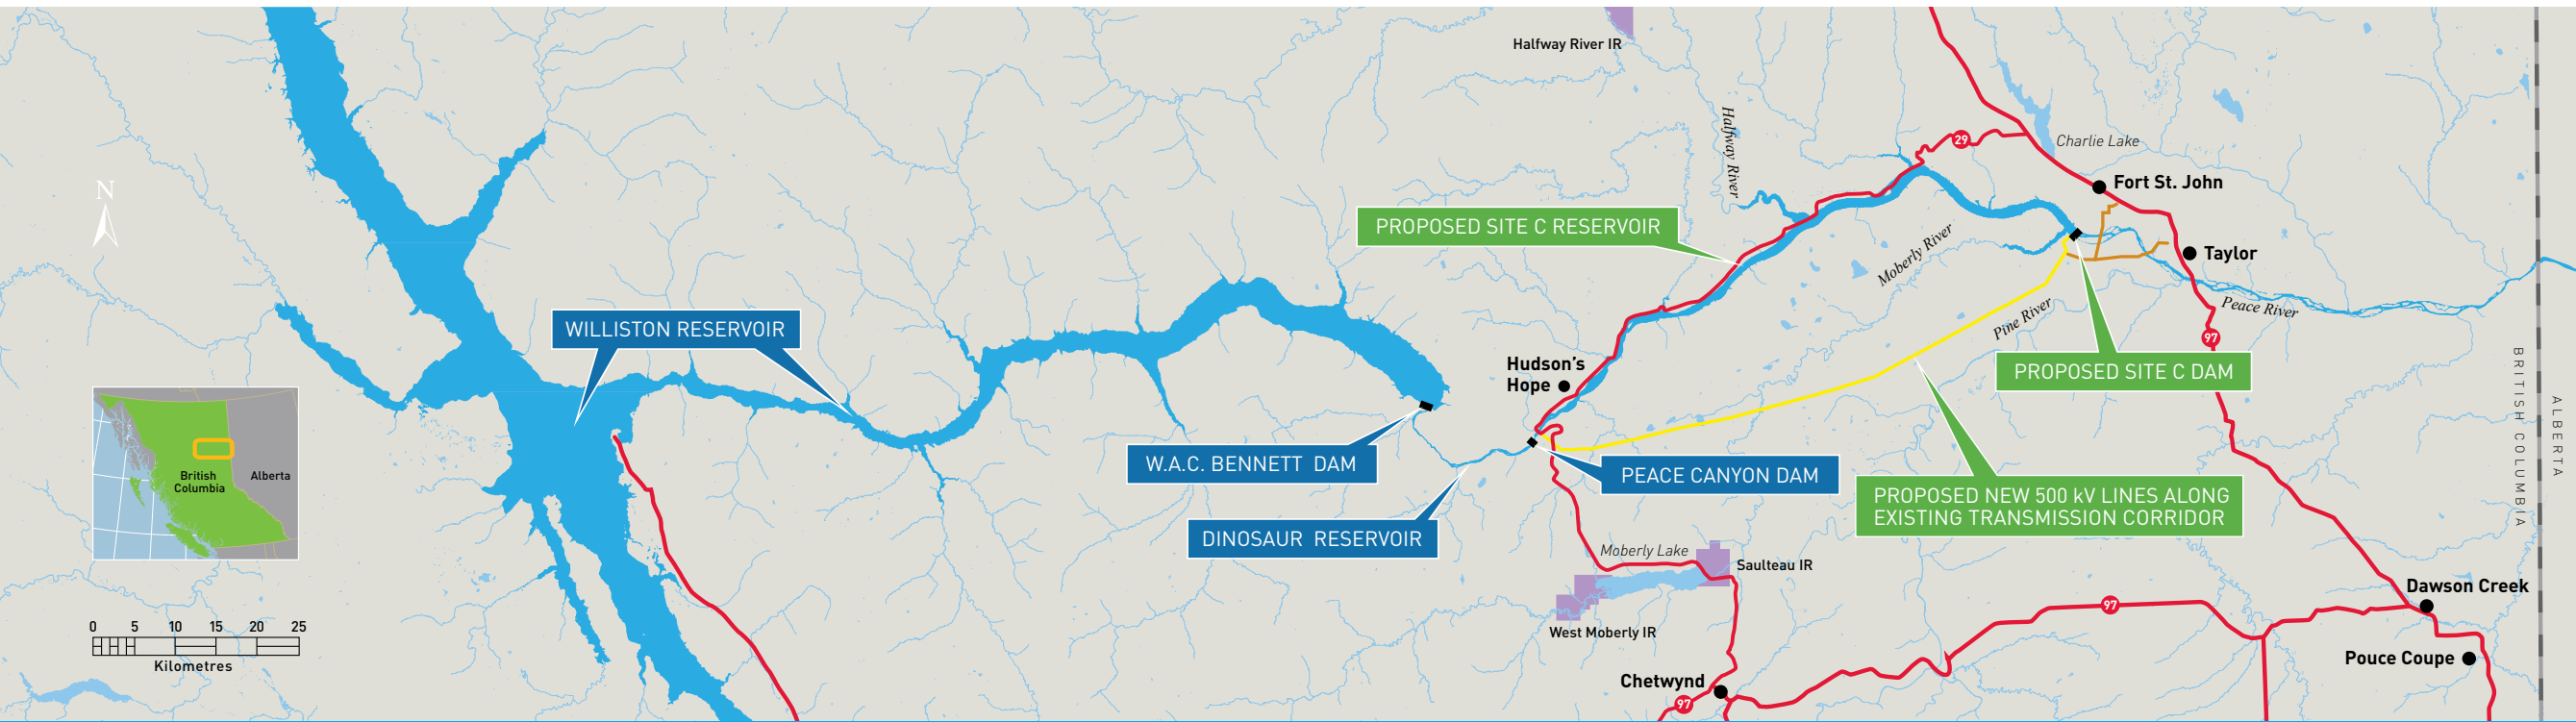 Halfway River IR
Halfway River
29
Charlie Lake
Fort St. John
N
PROPOSED SITE C RESERVOIR
Moberly River
Taylor
Peace River
Pine River
WILLISTON RESERVOIR
97
Hudson's
Hope
PROPOSED SITE C DAM
BRITISH COLUMBIA
ALBERTA
W.A.C. BENNETT DAM
PEACE CANYON DAM
British
Columbia
Alberta
PROPOSED NEW 500 kV LINES ALONG
EXISTING TRANSMISSION CORRIDOR
DINOSAUR RESERVOIR
Moberly Lake
Saulteau IR
Dawson Creek
97
0 5 10 15 20 25
Kilometres
West Moberly IR
Pouce Coupe
Chetwynd
97